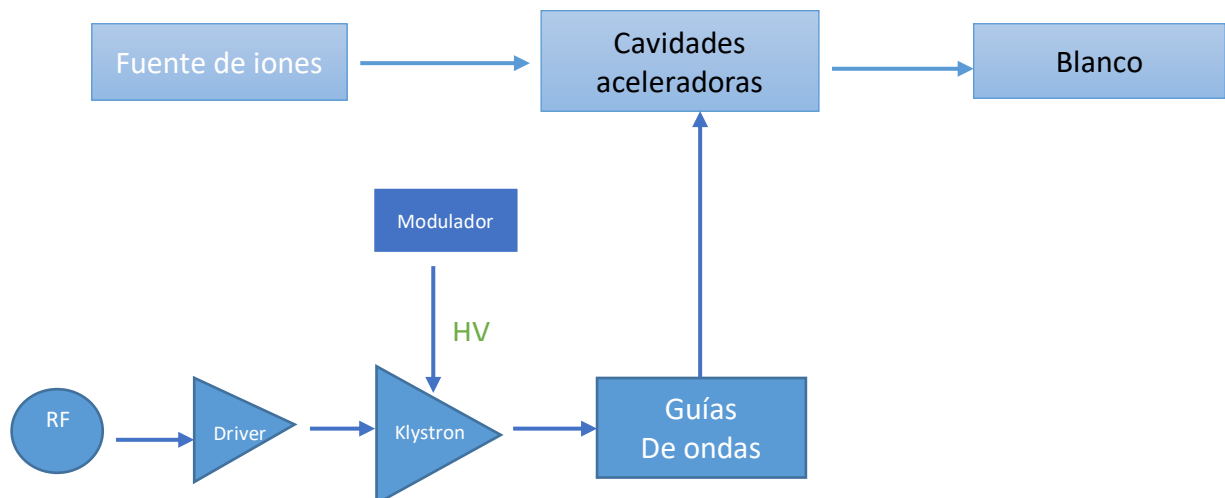 Fuente de iones
Cavidades
aceleradoras
Blanco
Modulador
HV
RF
Driver
Klystron
Guías
De ondas